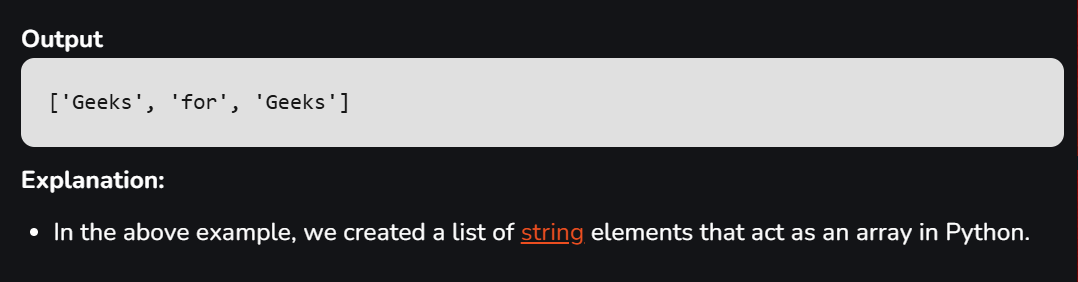 Output
['Geeks', 'for', 'Geeks']
Explanation:
• In the above example, we created a list of string elements that act as an array in Python.